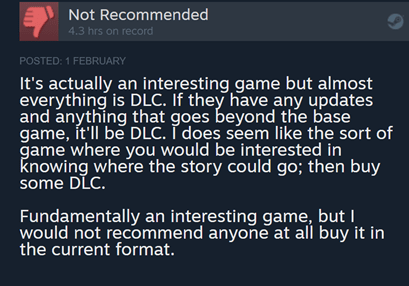 Not Recommended
4.3 hrs on record
POSTED: 1 FEBRUARY
It's actually an interesting game but almost
everything is DLC. If they have any updates
and anything that goes beyond the base
game, it'll be DLC. I does seem like the sort of
game where you would be interested in
knowing where the story could go; then buy
some DLC.
Fundamentally an interesting game, but I
would not recommend anyone at all buy it in
the current format.